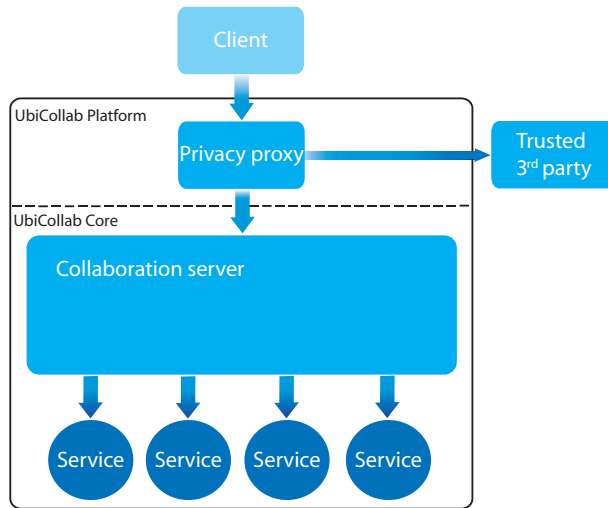 Client
UbiCollab Platform
Privacy proxy
Trusted
3rd party
UbiCollab Core
Collaboration server
Service
Service
Service
Service